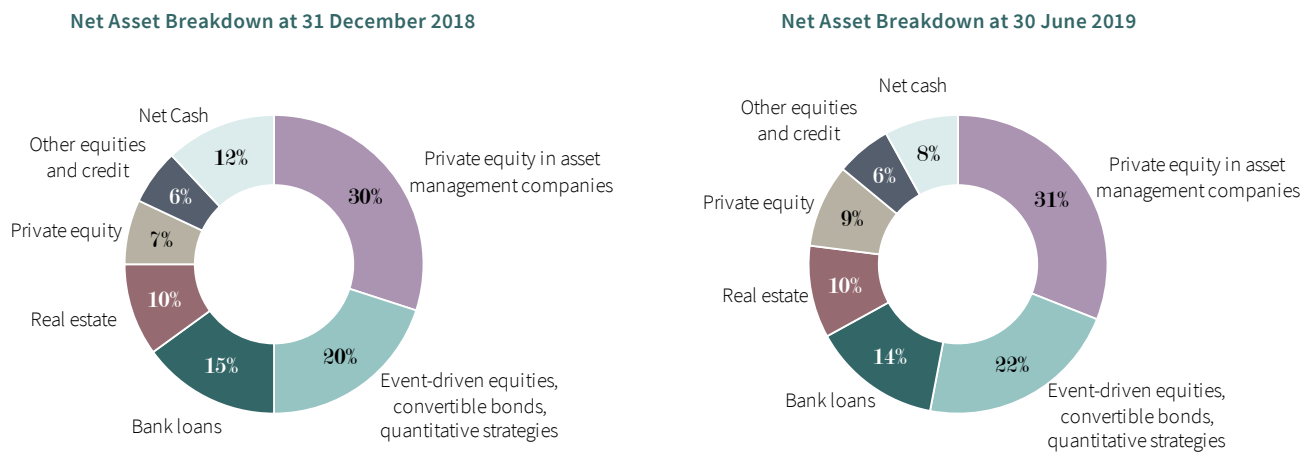 Net Asset Breakdown at 31 December 2018
Net Cash
12%
Other equities
and credit
6%
Private equity
7%
Real estate
10%
Bank loans
15%
Event-driven equities,
convertible bonds,
quantitative strategies
20%
Private equity in asset
management companies
30%
Net Asset Breakdown at 30 June 2019
Net cash
8%
Other equities
and credit
6%
Private equity
9%
Real estate
10%
Bank loans
14%
Event-driven equities,
convertible bonds,
quantitative strategies
22%
Private equity in asset
management companies
31%